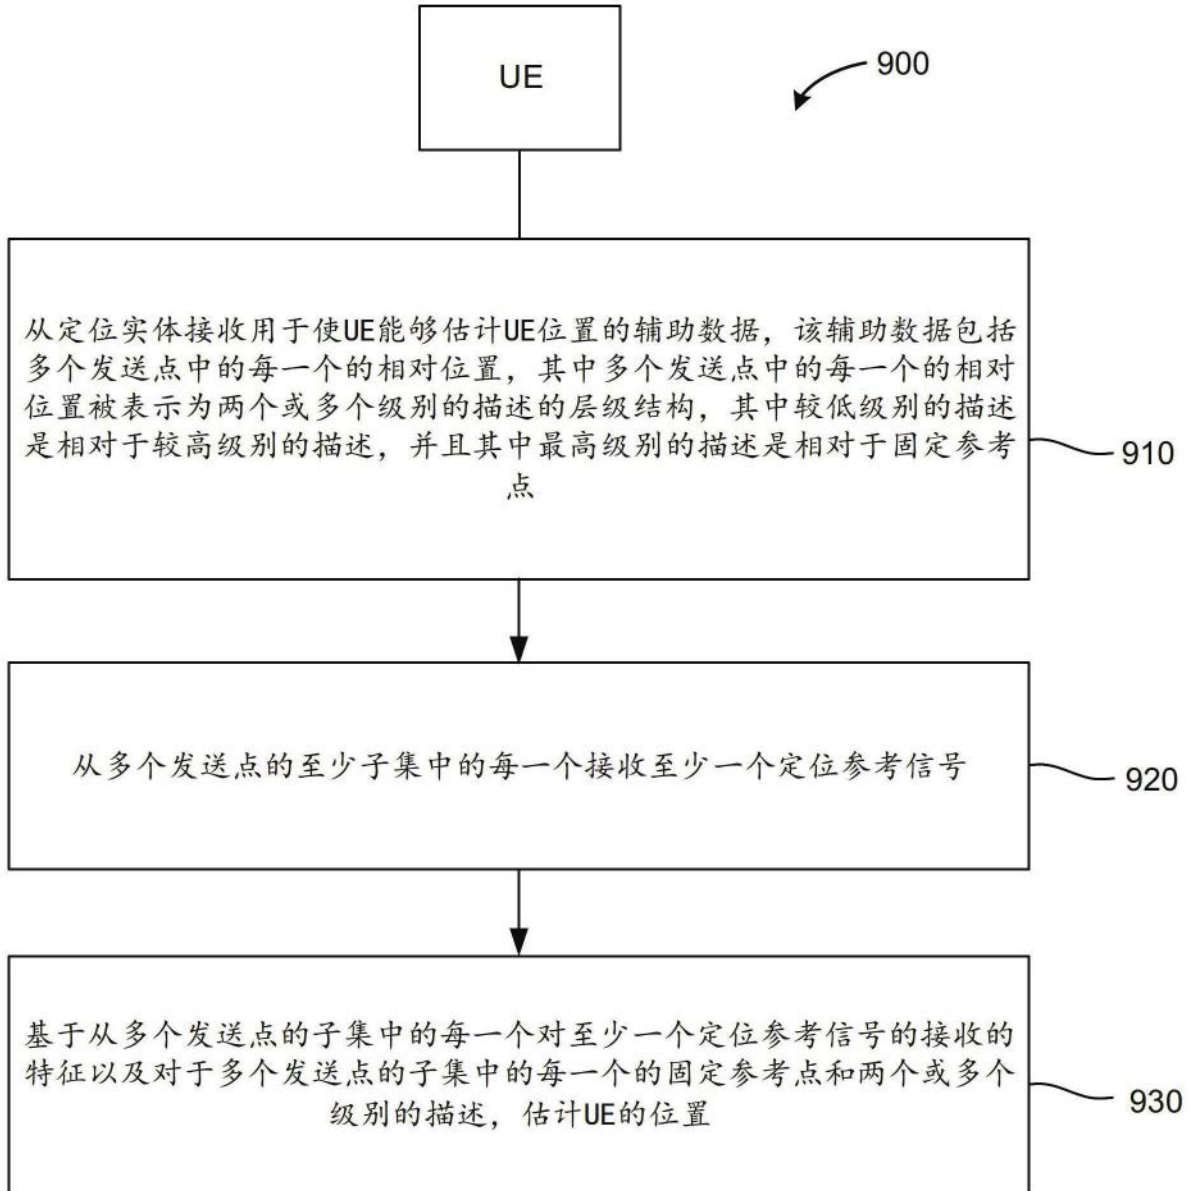 UE
900
从定位实体接收用于使UE能够估计UE位置的辅助数据，该辅助数据包括
多个发送点中的每一个的相对位置，其中多个发送点中的每一个的相对
位置被表示为两个或多个级别的描述的层级结构，其中较低级别的描述
是相对于较高级别的描述，并且其中最高级别的描述是相对于固定参考
点
910
从多个发送点的至少子集中的每一个接收至少一个定位参考信号
920
基于从多个发送点的子集中的每一个对至少一个定位参考信号的接收的
特征以及对于多个发送点的子集中的每一个的固定参考点和两个或多个
级别的描述，估计UE的位置
930